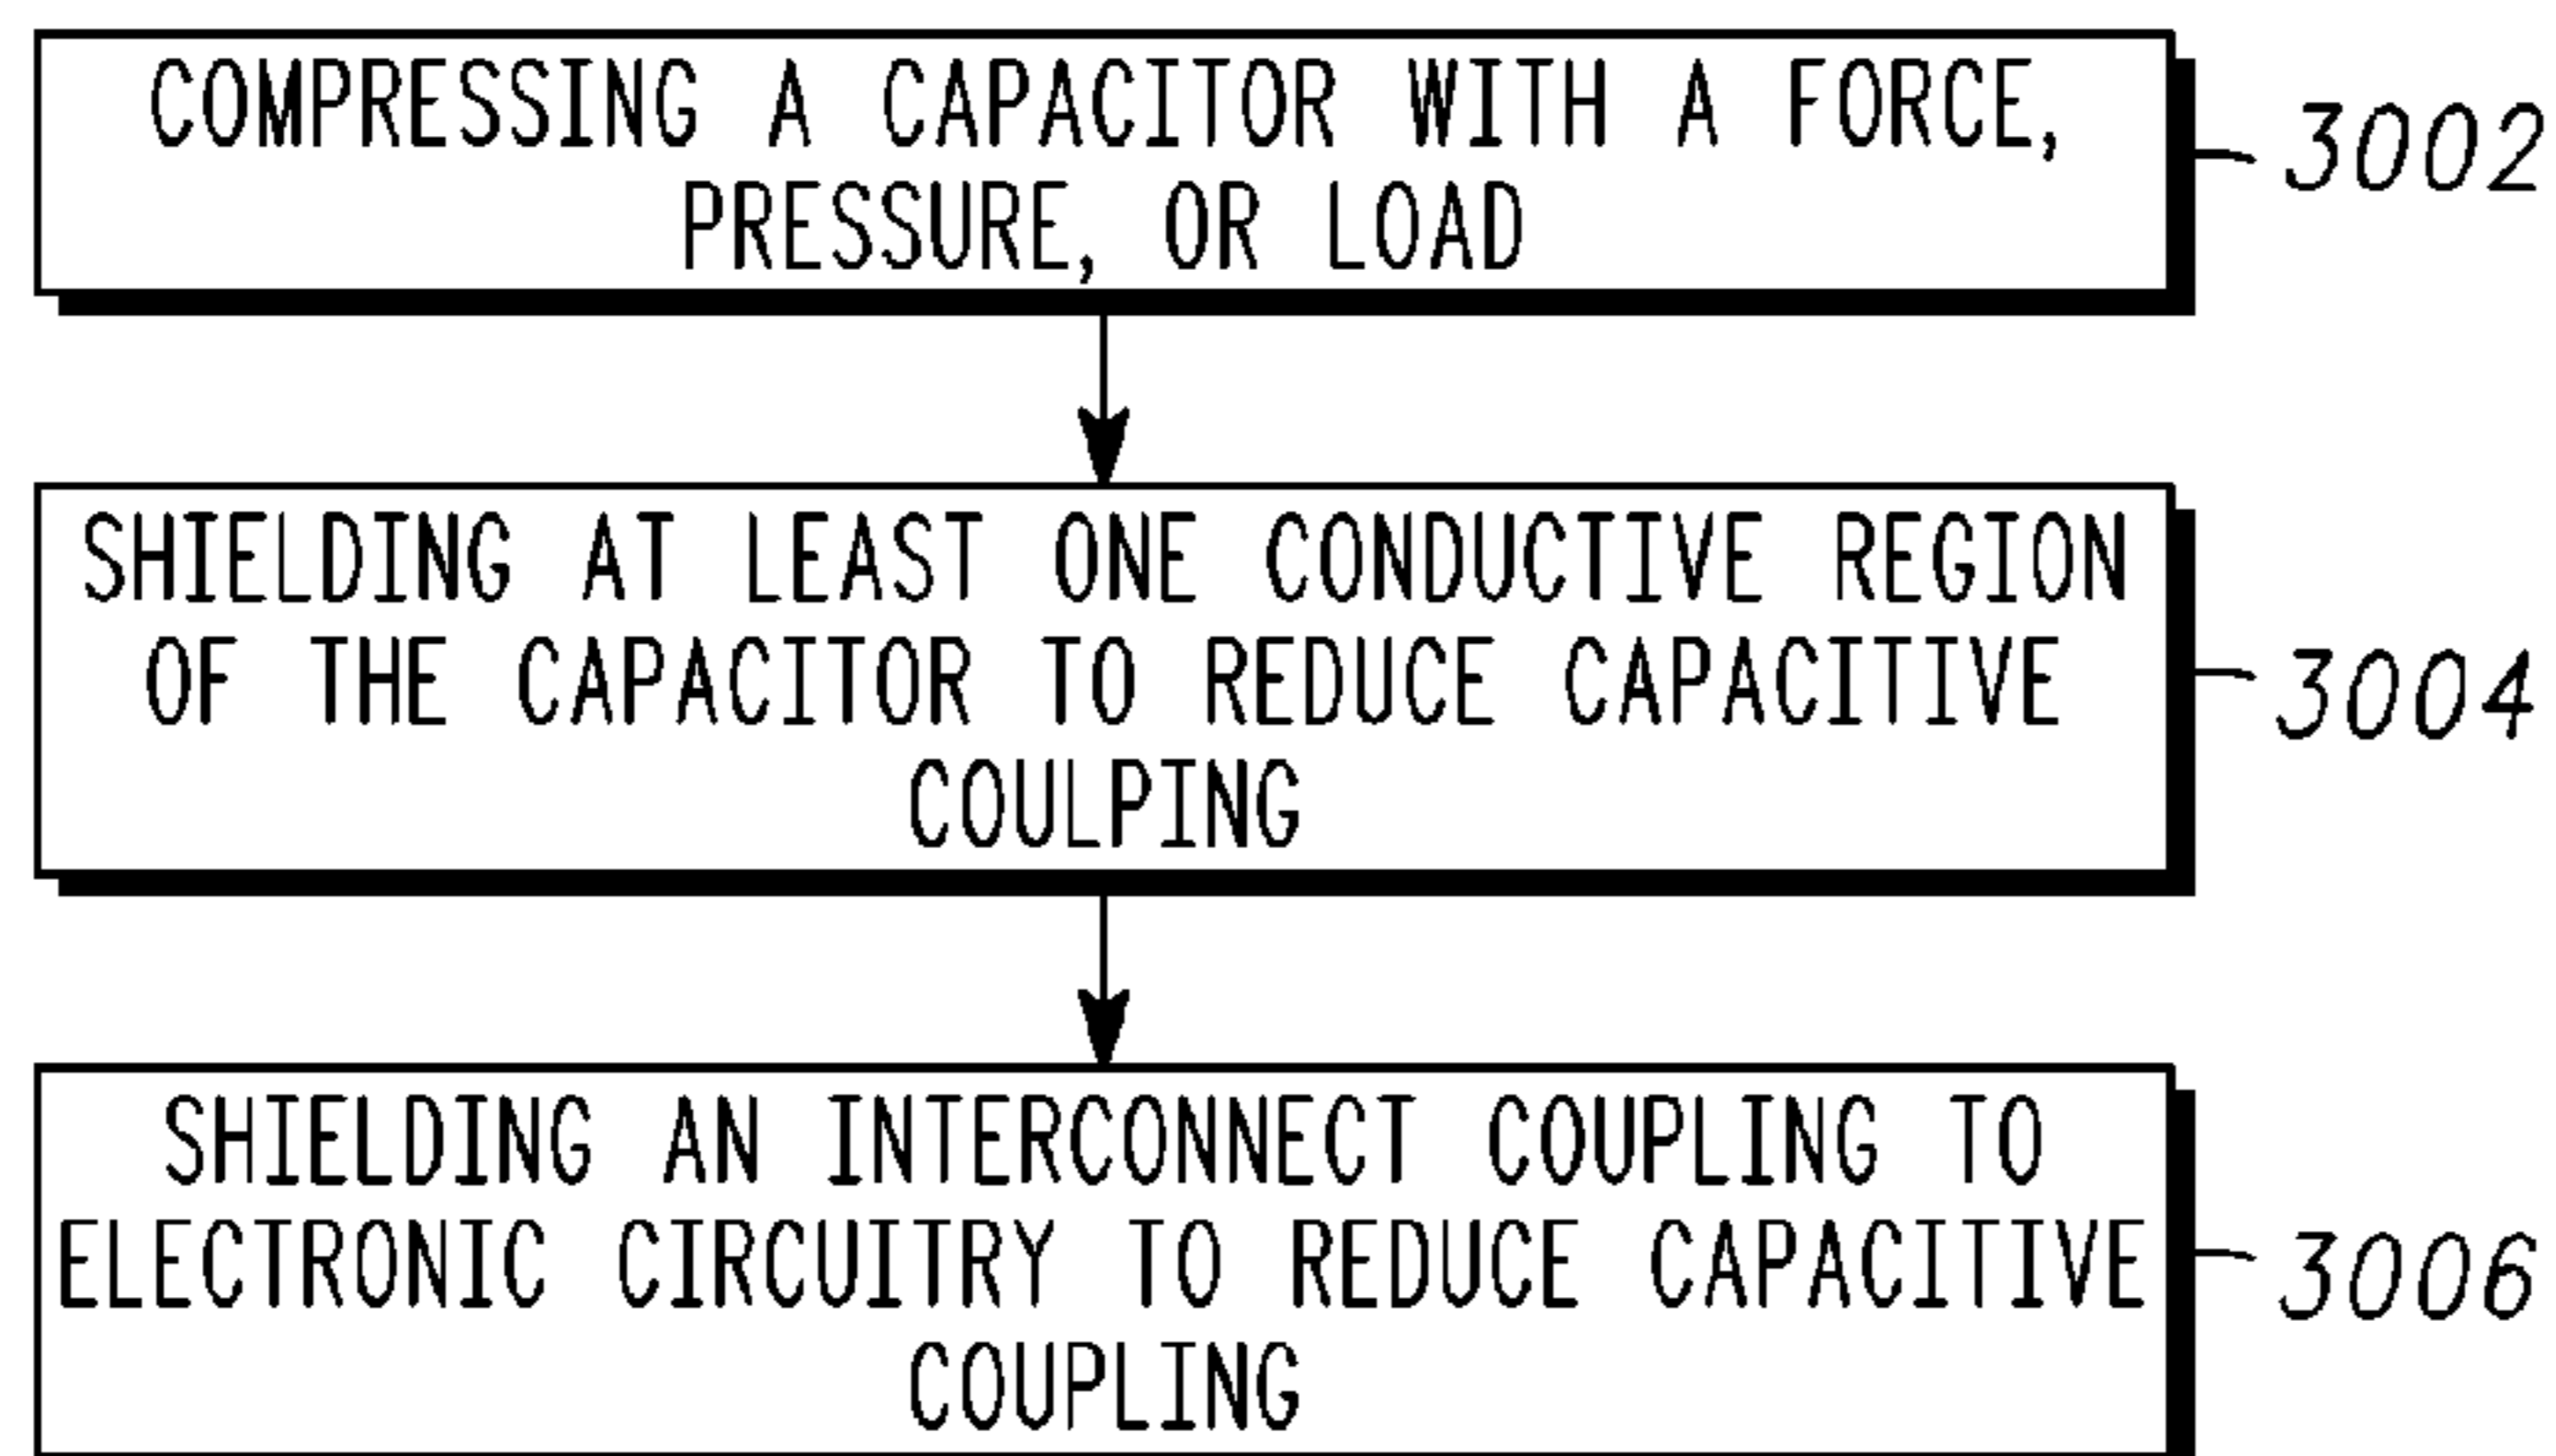 COMPRESSING A CAPACITOR WITH A FORCE,
PRESSURE, OR LOAD
3002
SHIELDING AT LEAST ONE CONDUCTIVE REGION
OF THE CAPACITOR TO REDUCE CAPACITIVE
COULPING
3004
SHIELDING AN INTERCONNECT COUPLING TO
ELECTRONIC CIRCUITRY TO REDUCE CAPACITIVE
COUPLING
3006